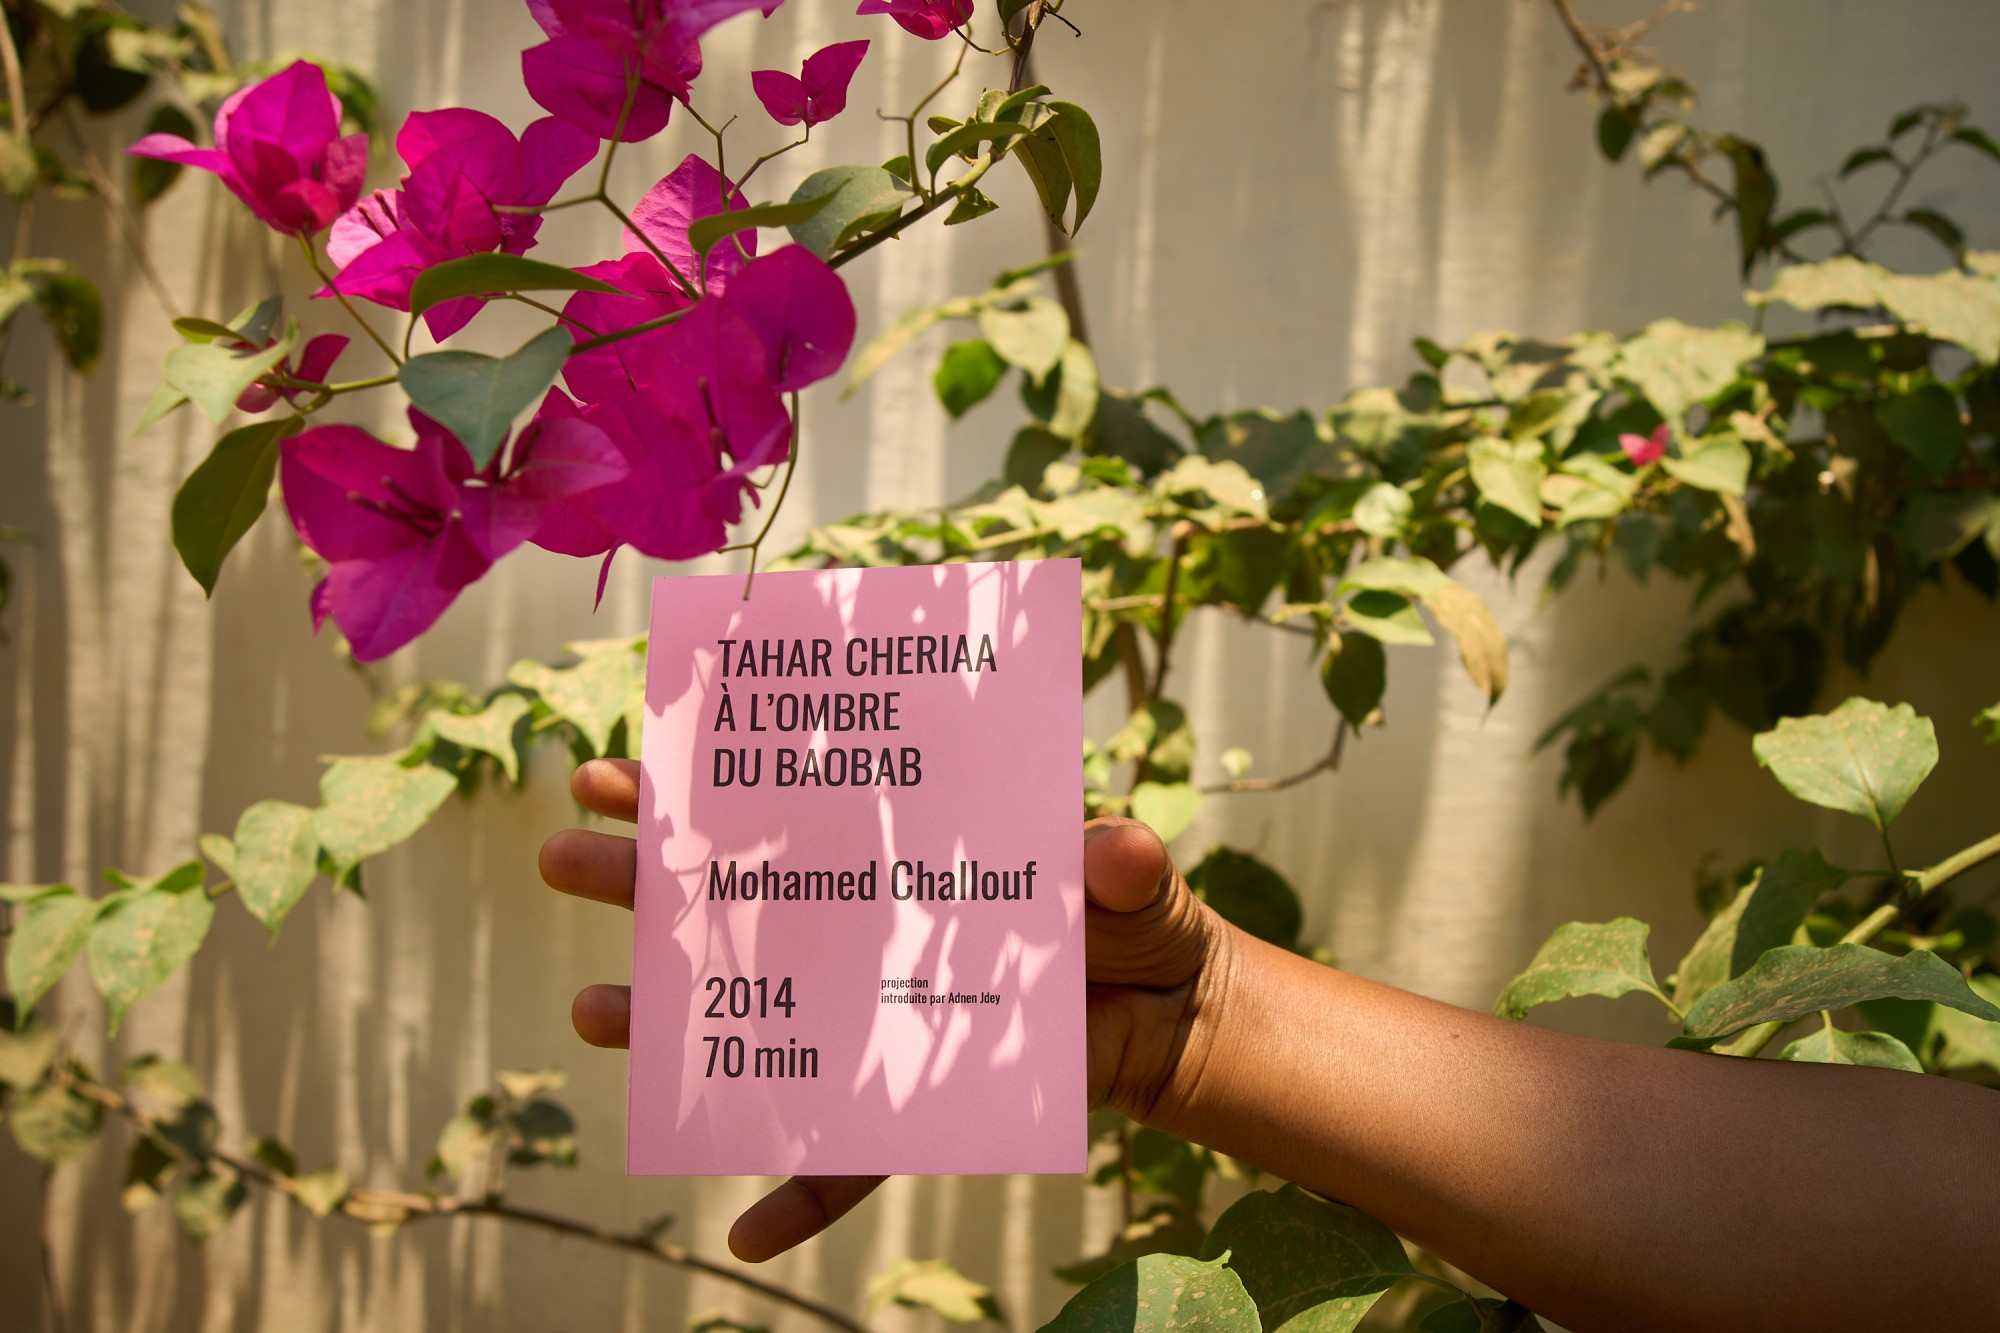 TAHAR CHERIAA
À L'OMBRE
DU BAOBAB
Mohamed Challouf
2014
70 min
projection
introduite par Adnen Jdey